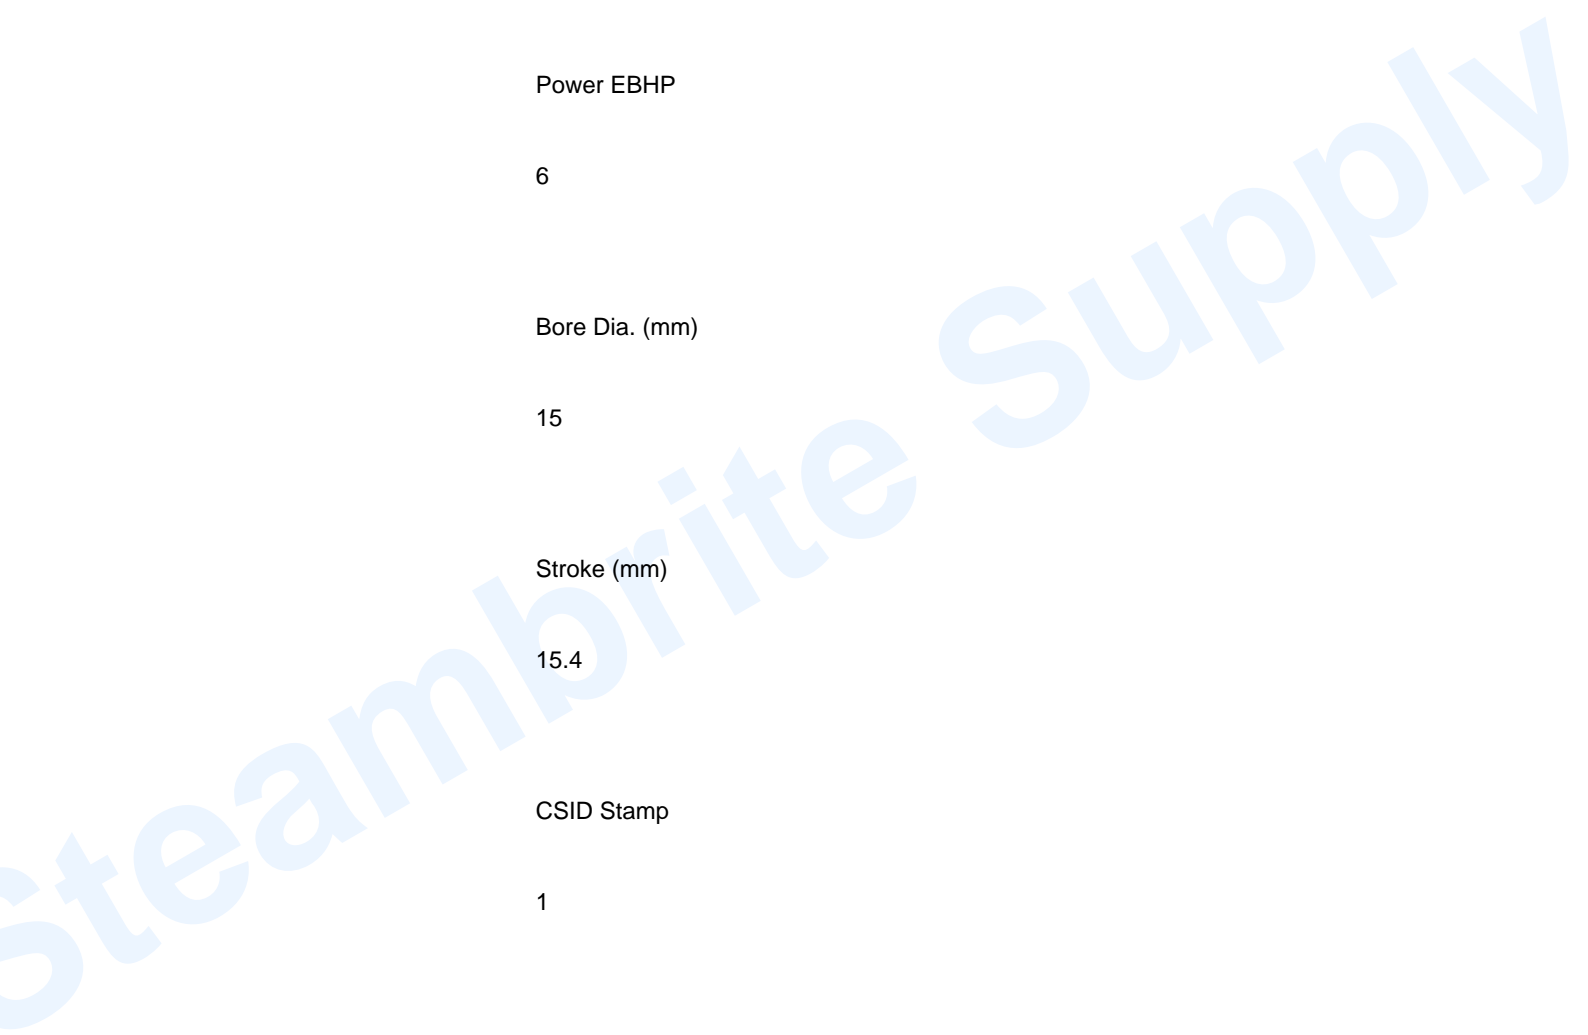 Power EBHP
6
Bore Dia. (mm)
15
Stroke (mm)
15.4
CSID Stamp
1
Steambrite Supply